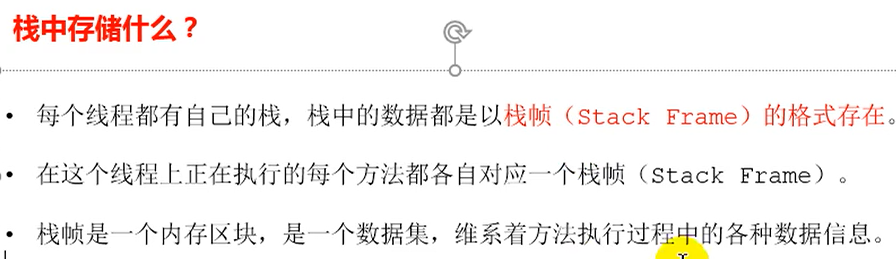 栈中存储什么？
• 每个线程都有自己的栈，栈中的数据都是以栈帧（Stack Frame）的格式存在。
• 在这个线程上正在执行的每个方法都各自对应一个栈帧（Stack Frame）。
• 栈帧是一个内存区块，是一个数据集，维系着方法执行过程中的各种数据信息。